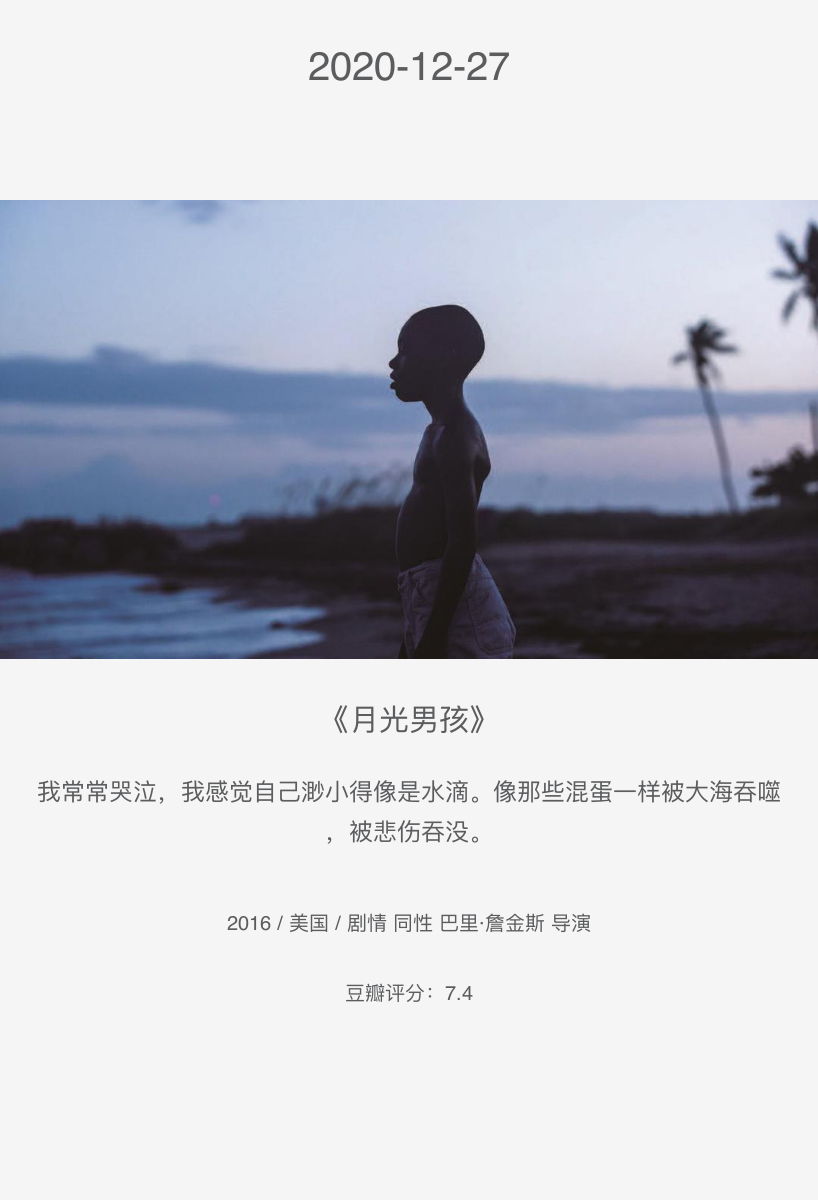 2020-12-27
《月光男孩》
我常常哭泣，我感觉自己渺小得像是水滴。像那些混蛋一样被大海吞噬
，被悲伤吞没。
2016 / 美国 / 剧情 同性 巴里·詹金斯 导演
豆瓣评分：7.4